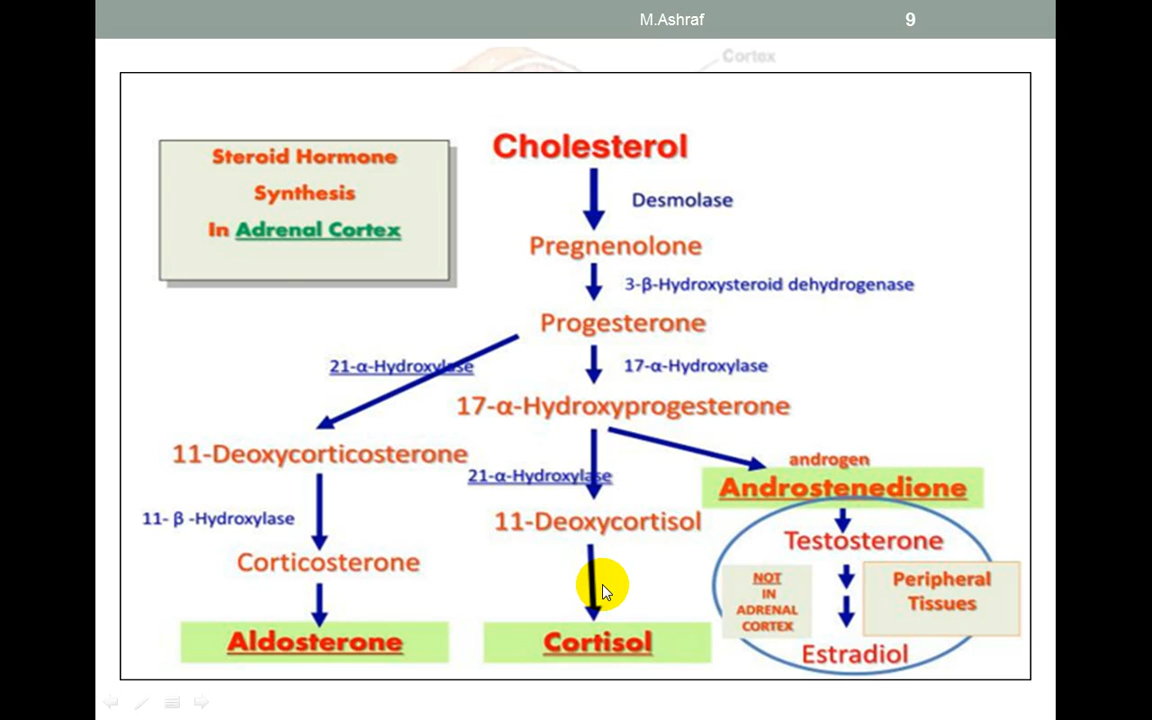 M.Ashraf
9
Cortex
Steroid Hormone
Synthesis
In Adrenal Cortex
Cholesterol
Desmolase
Pregnenolone
3-β-Hydroxysteroid dehydrogenase
Progesterone
21-α-Hydroxylase
17-α-Hydroxylase
17-α-Hydroxyprogesterone
11-Deoxycorticosterone
21-α-Hydroxylase
androgen
Androstenedione
11- β -Hydroxylase
11-Deoxycortisol
Testosterone
Corticosterone
NOT
IN
ADRENAL
CORTEX
Peripheral
Tissues
Aldosterone
Cortisol
Estradiol